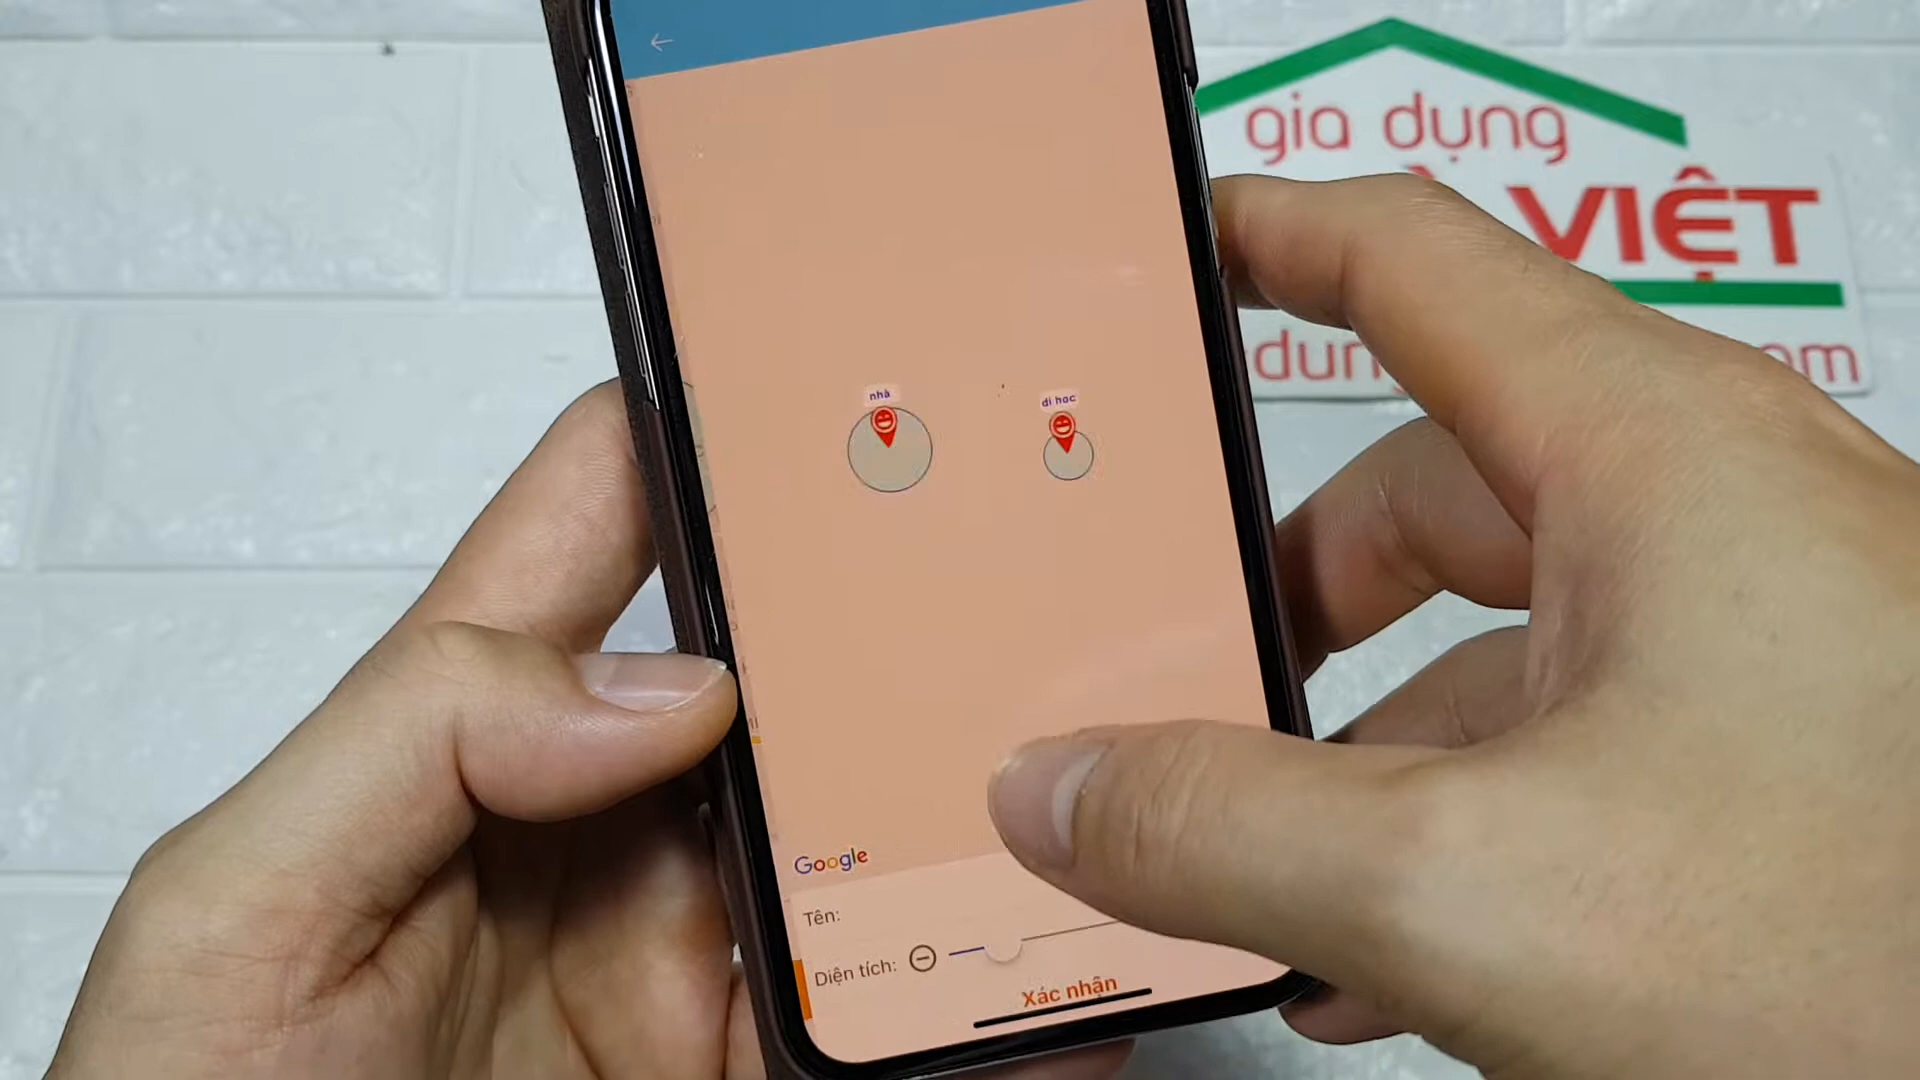 gia dụng
VIỆT
nhà
đi học
Google
Tên:
Diện tích:
Xác nhận